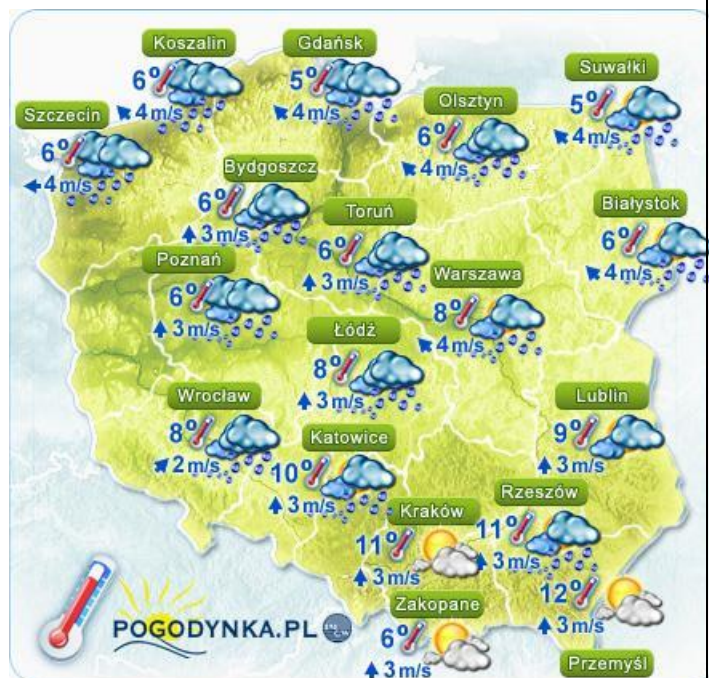 Koszalin
6°
4 m/s
Gdańsk
5°
4 m/s
Suwałki
5°
4 m/s
Szczecin
6°
4 m/s
Olsztyn
6°
4 m/s
Bydgoszcz
6°
3 m/s
Toruń
6°
3 m/s
Białystok
6°
4 m/s
Poznań
6°
3 m/s
Warszawa
8°
4 m/s
Łódź
8°
3 m/s
Wrocław
8°
2 m/s
Katowice
10°
3 m/s
Lublin
9°
3 m/s
Kraków
11°
3 m/s
Rzeszów
11°
3 m/s
12°
3 m/s
Przemyśl
Zakopane
6°
3 m/s
POGODYNKA.PL